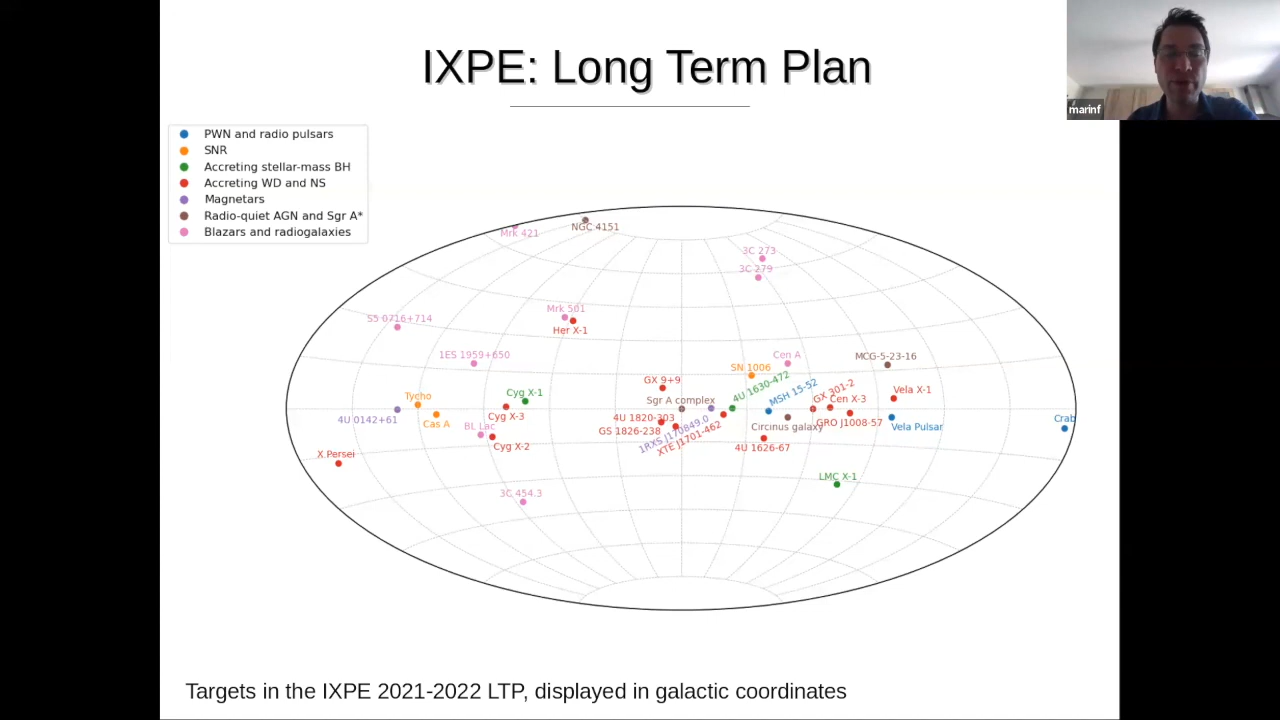 IXPE: Long Term Plan
marinf
PWN and radio pulsars
SNR
Accreting stellar-mass BH
Accreting WD and NS
Magnetars
Radio-quiet AGN and Sgr A*
Blazars and radiogalaxies
Mrk 421
NGC 4151
3C 273
3C 279
Mrk 501
Her X-1
S5 0716+714
1ES 1959+650
Cen A
MCG-5-23-16
SN 1006
GX 9+9
4U 1630-472
MSH 15-52
GX 301-2
Vela X-1
Cyg X-1
Tycho
Sgr A complex
Cen X-3
4U 0142+61
Cas A
Cyg X-3
4U 1820-303
GS 1826-238
1RXS J170849.0
XTE J1701-462
Circinus galaxy
GRO J1008-57
Vela Pulsar
Crab
BL Lac
Cyg X-2
4U 1626-67
X Persei
LMC X-1
3C 454.3
Targets in the IXPE 2021-2022 LTP, displayed in galactic coordinates